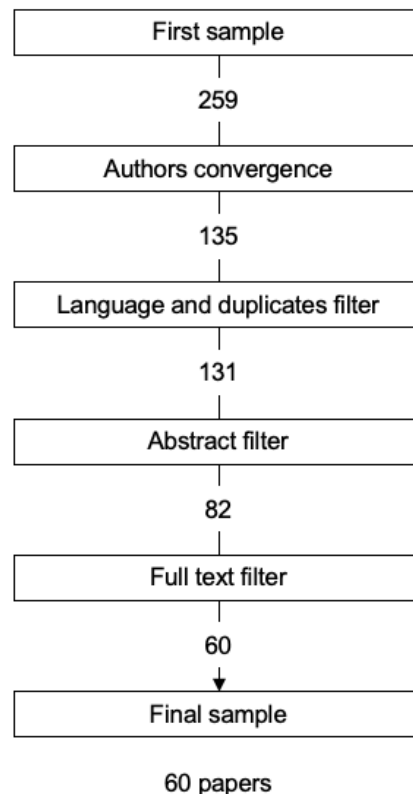 First sample
259
Authors convergence
135
Language and duplicates filter
131
Abstract filter
82
Full text filter
60
Final sample
60 papers